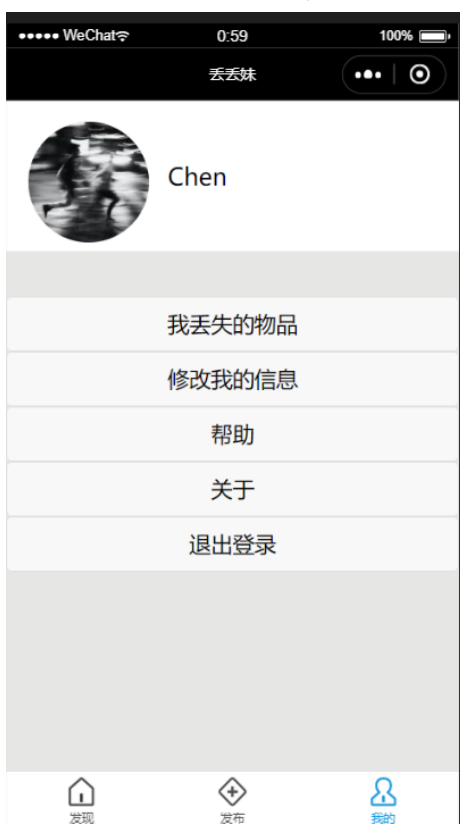 ••••• WeChat 0:59 100%
丢丢妹
Chen
我丢失的物品
修改我的信息
帮助
关于
退出登录
发现 发布 我的